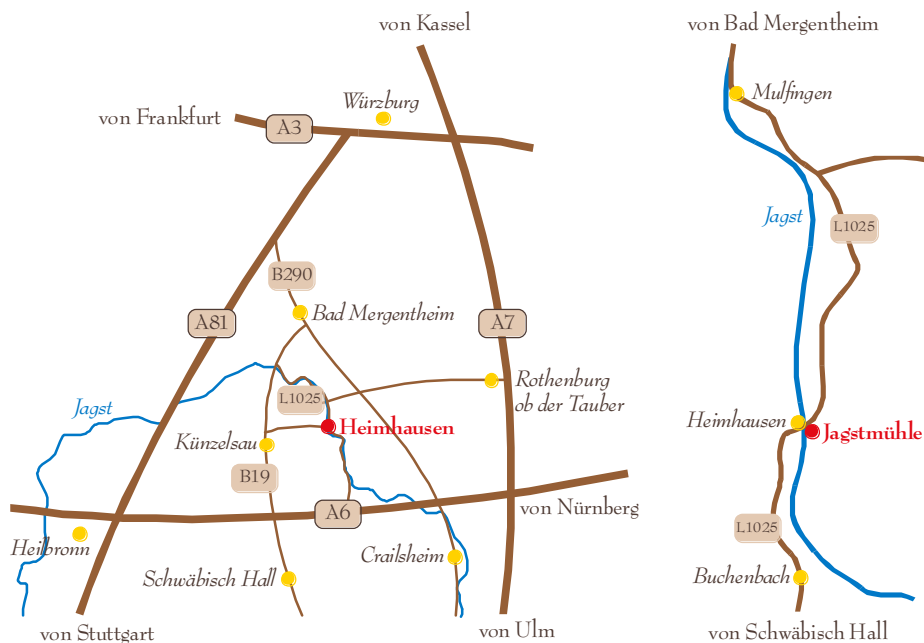 von Kassel
von Bad Mergentheim
Mulfingen
Würzburg
von Frankfurt
A3
Jagst
L1025
B290
Bad Mergentheim
A81
A7
Rothenburg
ob der Tauber
L1025
Jagst
Heimhausen
Künzelsau
B19
Heimhausen
Jagstmühle
A6
von Nürnberg
L1025
Heilbronn
Crailsheim
Schwäbisch Hall
Buchenbach
von Stuttgart
von Ulm
von Schwäbisch Hall